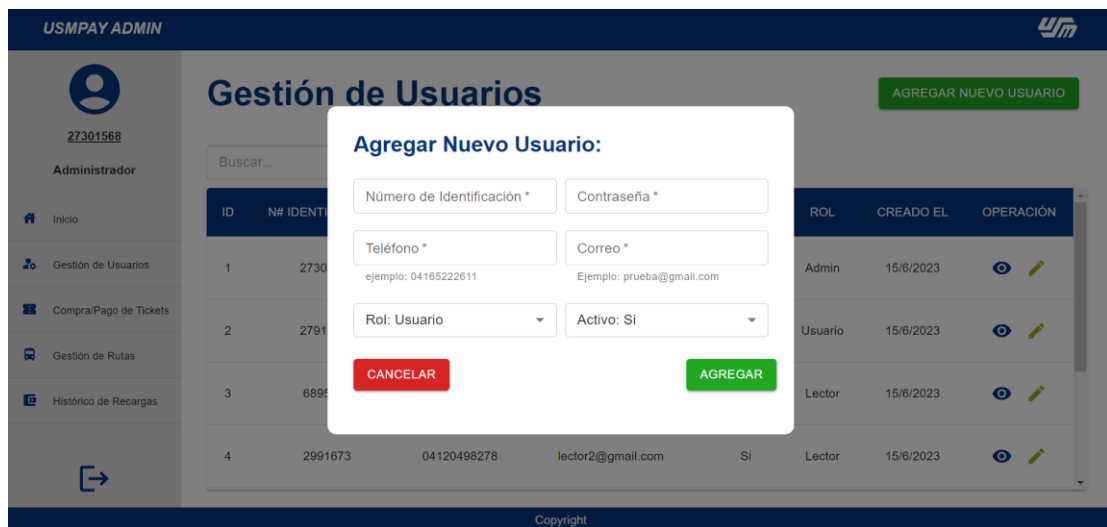 USMPAY ADMIN
usm
27301568
Administrador
Inicio
Gestión de Usuarios
Compra/Pago de Tickets
Gestión de Rutas
Histórico de Recargas
Gestión de Usuarios
AGREGAR NUEVO USUARIO
Buscar...
ID N# IDENTI ROL CREADO EL OPERACIÓN
1 2730 Admin 15/6/2023
2 2791 Usuario 15/6/2023
3 6895 Lector 15/6/2023
4 2991673 04120498278 lector2@gmail.com Si Lector 15/6/2023
Agregar Nuevo Usuario:
Número de Identificación * Contraseña *
Teléfono * Correo *
ejemplo: 04165222611 Ejemplo: prueba@gmail.com
Rol: Usuario Activo: Si
CANCELAR AGREGAR
Copyright